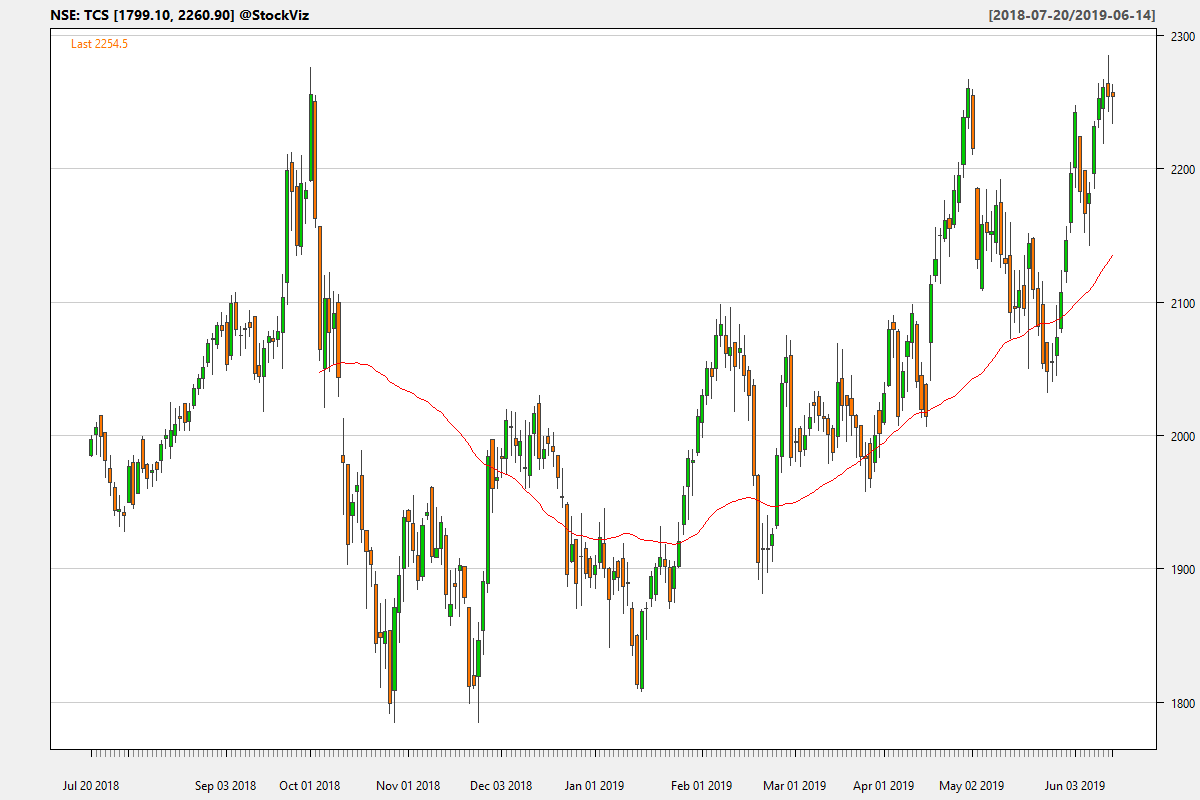 NSE: TCS [1799.10, 2260.90] @StockViz
[2018-07-20/2019-06-14]
Last 2254.5
2300
2200
2100
2000
1900
1800
Jul 20 2018 Sep 03 2018 Oct 01 2018 Nov 01 2018 Dec 03 2018 Jan 01 2019 Feb 01 2019 Mar 01 2019 Apr 01 2019 May 02 2019 Jun 03 2019